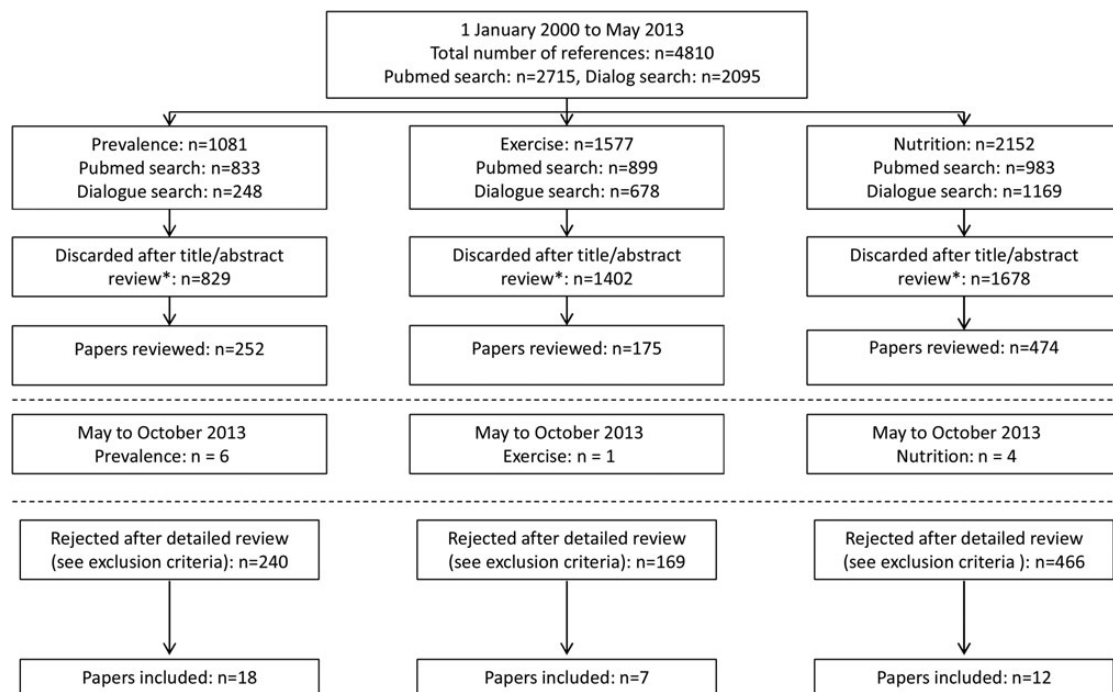 1 January 2000 to May 2013
Total number of references: n=4810
Pubmed search: n=2715, Dialog search: n=2095
Prevalence: n=1081
Pubmed search: n=833
Dialogue search: n=248
Exercise: n=1577
Pubmed search: n=899
Dialogue search: n=678
Nutrition: n=2152
Pubmed search: n=983
Dialogue search: n=1169
Discarded after title/abstract
review*: n=829
Discarded after title/abstract
review*: n=1402
Discarded after title/abstract
review*: n=1678
Papers reviewed: n=252
Papers reviewed: n=175
Papers reviewed: n=474
May to October 2013
Prevalence: n = 6
May to October 2013
Exercise: n = 1
May to October 2013
Nutrition: n = 4
Rejected after detailed review
(see exclusion criteria): n=240
Rejected after detailed review
(see exclusion criteria): n=169
Rejected after detailed review
(see exclusion criteria ): n=466
Papers included: n=18
Papers included: n=7
Papers included: n=12